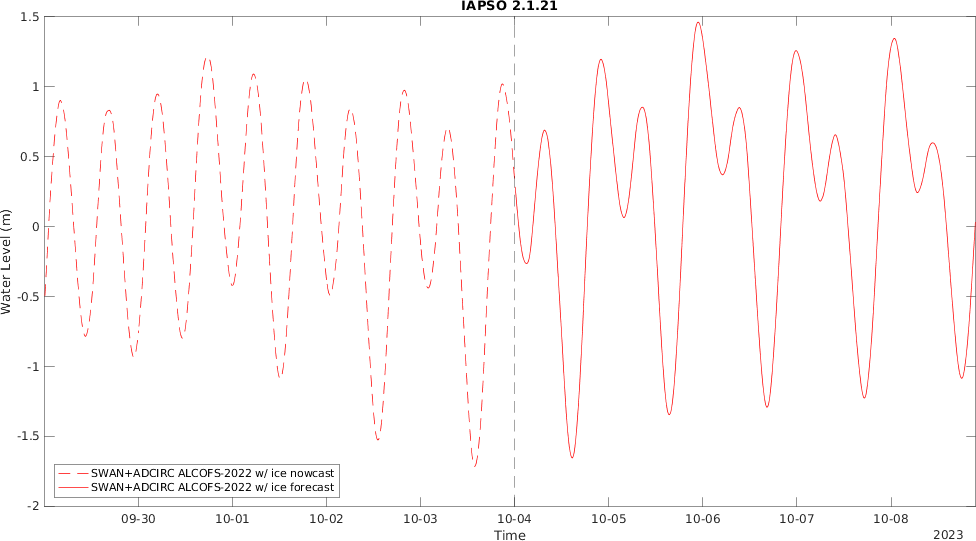 IAPSO 2.1.21
1.5
1
0.5
0
-0.5
-1
-1.5
-2
Water Level (m)
SWAN+ADCIRC ALCOFS-2022 w/ ice nowcast
SWAN+ADCIRC ALCOFS-2022 w/ ice forecast
09-30 10-01 10-02 10-03 10-04 10-05 10-06 10-07 10-08
Time
2023